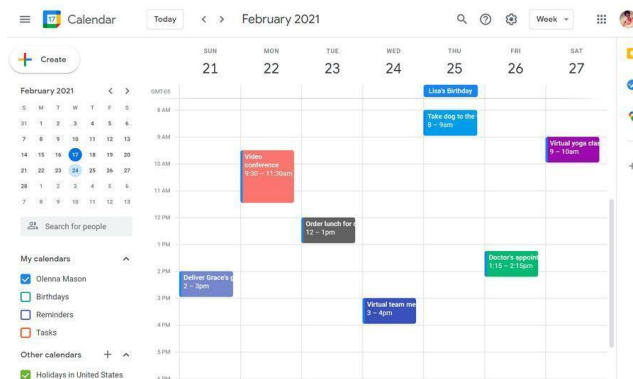 17 Calendar Today February 2021 Week
Create
February 2021
S M T W T F S
31 1 2 3 4 5 6
7 8 9 10 11 12 13
14 15 16 17 18 19 20
21 22 23 24 25 26 27
28 1 2 3 4 5 6
7 8 9 10 11 12 13
Search for people
My calendars
Olenna Mason
Birthdays
Reminders
Tasks
Other calendars
Holidays in United States
SUN MON TUE WED THU FRI SAT
21 22 23 24 25 26 27
GMT-05
Lisa's Birthday
8 AM
Take dog to the
8 – 9am
9 AM
Virtual yoga clas
9 – 10am
Video
conference
9:30 – 11:30am
10 AM
11 AM
12 PM
Order lunch for
12 – 1pm
1 PM
Doctor's appoint
1:15 – 2:15pm
2 PM
Deliver Grace's g
2 – 3pm
3 PM
Virtual team me
3 – 4pm
4 PM
5 PM
6 PM